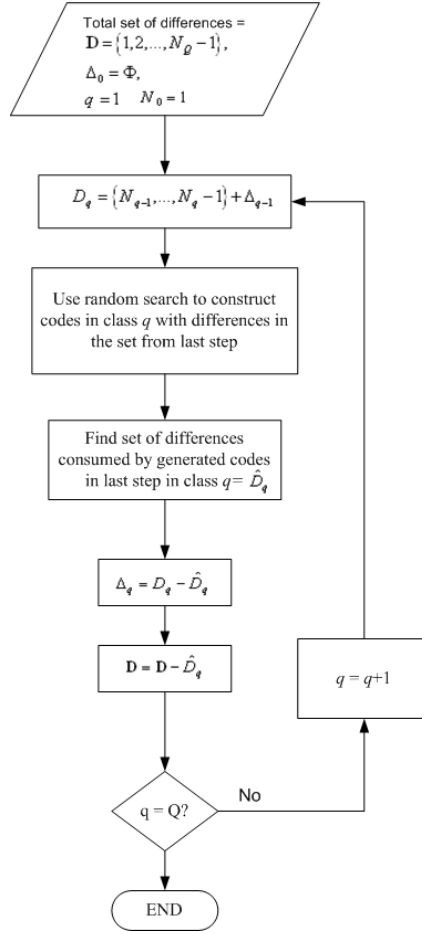 Total set of differences =
D = {1,2,...,N_Q − 1},
Δ₀ = Φ,
q = 1 N₀ = 1
D_q = {N_{q-1},...,N_q − 1} + Δ_{q-1}
Use random search to construct
codes in class q with differences in
the set from last step
Find set of differences
consumed by generated codes
in last step in class q= D̂_q
Δ_q = D_q − D̂_q
D = D − D̂_q
q = q+1
q = Q?
No
END